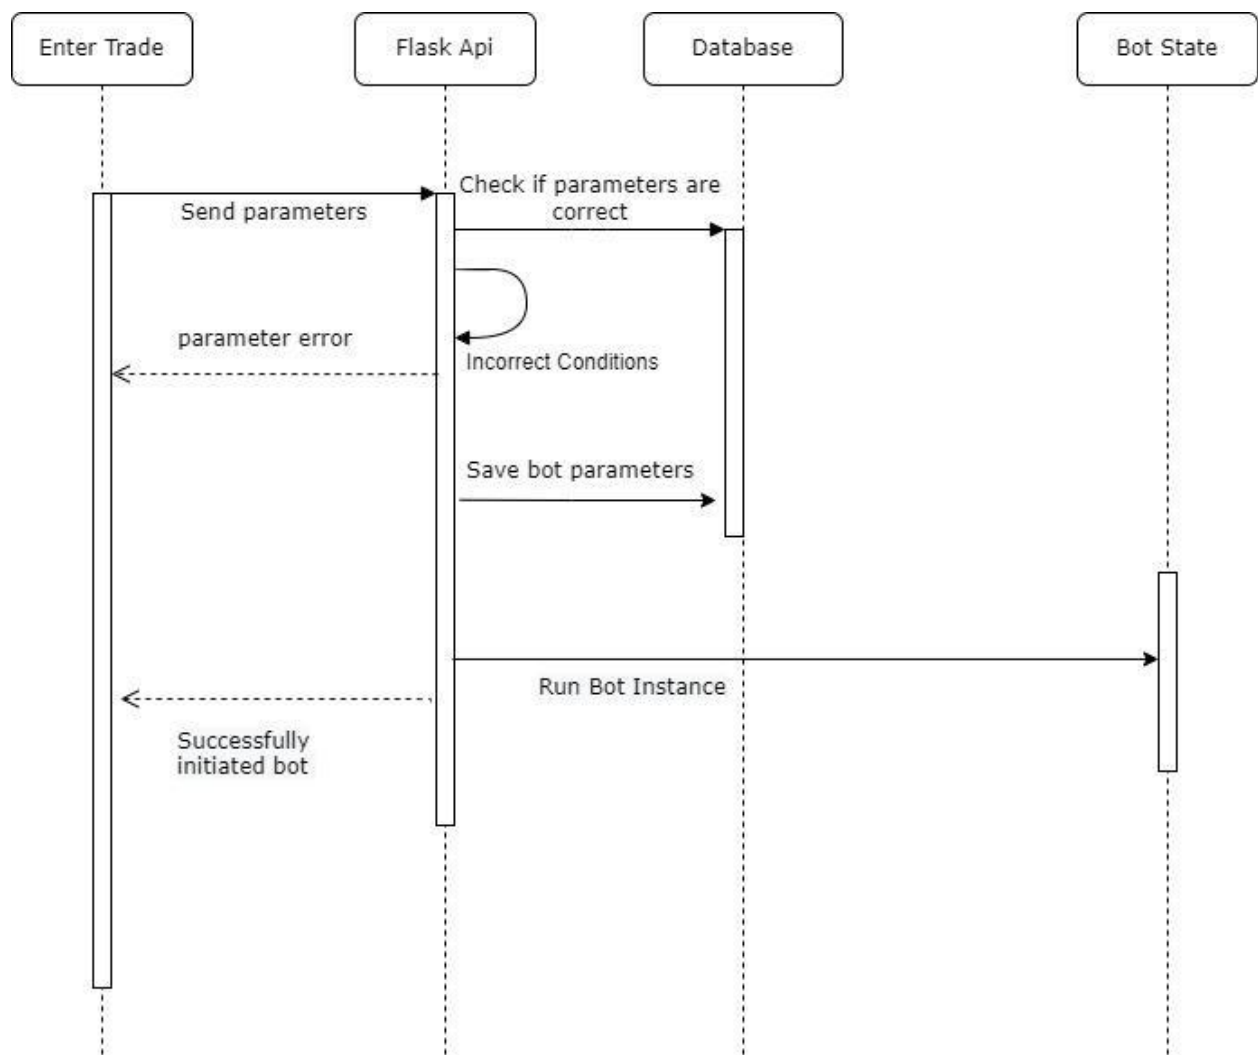 Enter Trade
Flask Api
Database
Bot State
Check if parameters are
correct
Send parameters
parameter error
Incorrect Conditions
Save bot parameters
Run Bot Instance
Successfully
initiated bot